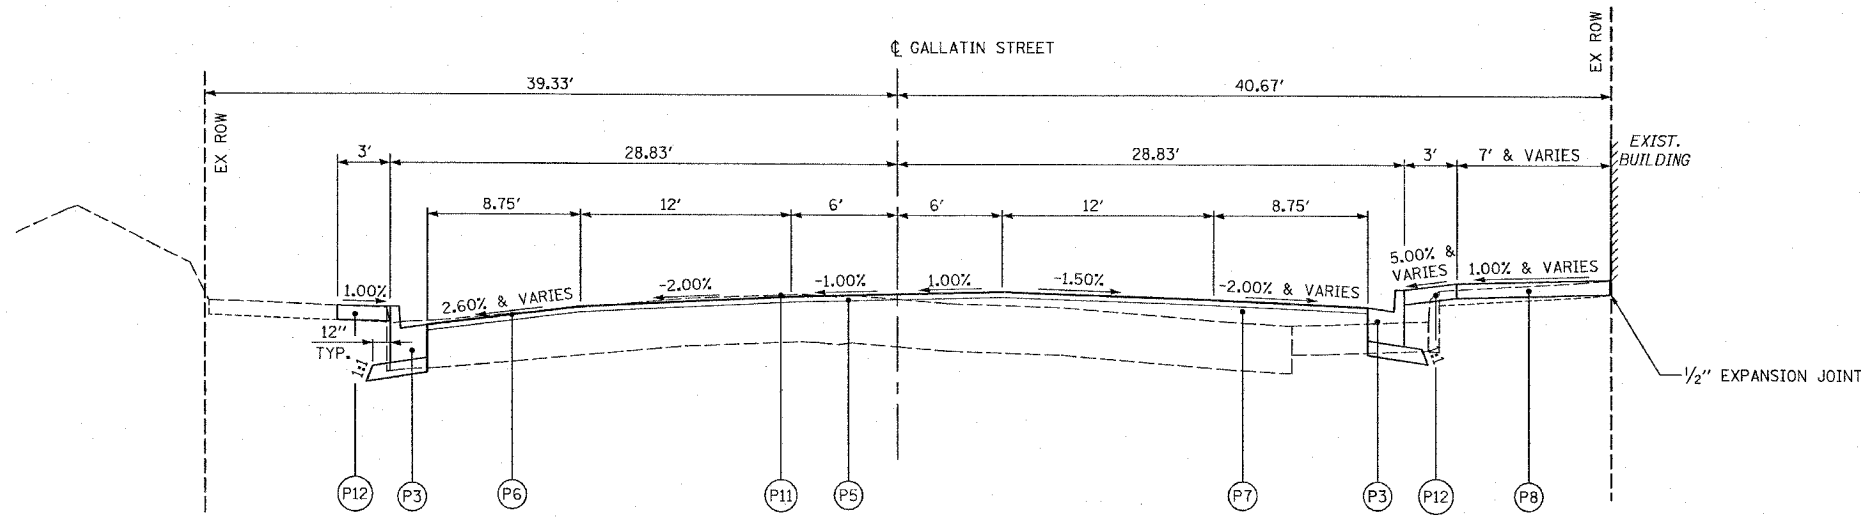 ℄ GALLATIN STREET
EX ROW
39.33'
40.67'
EX ROW
3'
28.83'
28.83'
3'
7' & VARIES
EXIST.
BUILDING
8.75'
12'
6'
6'
12'
8.75'
1.00%
2.60% & VARIES
-2.00%
-1.00%
1.00%
-1.50%
-2.00% & VARIES
5.00% &
VARIES
1.00% & VARIES
12"
TYP.
1:1
1:1
1/2" EXPANSION JOINT
P12
P3
P6
P11
P5
P7
P3
P12
P8